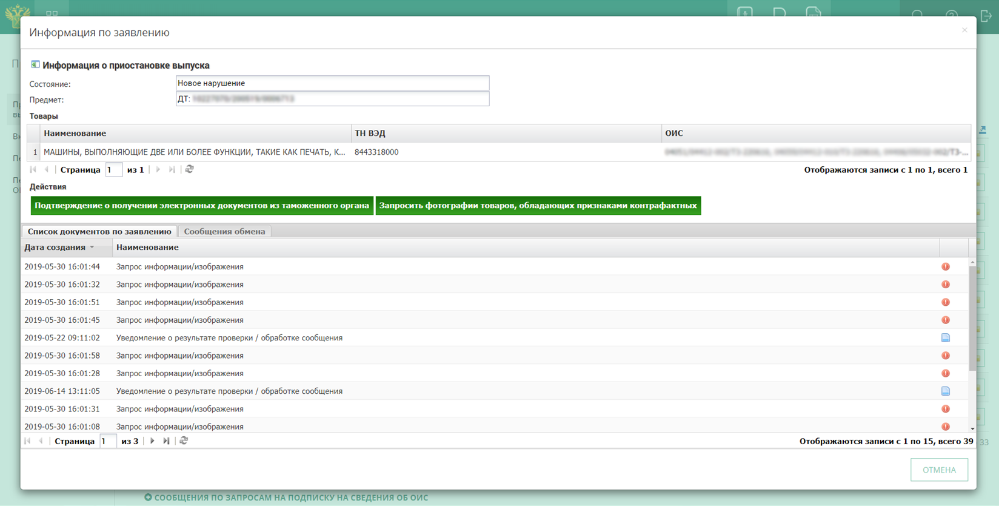 Информация по заявлению
Информация о приостановке выпуска
Состояние: Новое нарушение
Предмет: ДТ:
Товары
Наименование ТН ВЭД ОИС
1 МАШИНЫ, ВЫПОЛНЯЮЩИЕ ДВЕ ИЛИ БОЛЕЕ ФУНКЦИИ, ТАКИЕ КАК ПЕЧАТЬ, К... 8443318000
Страница 1 из 1 Отображаются записи с 1 по 1, всего 1
Действия
Подтверждение о получении электронных документов из таможенного органа Запросить фотографии товаров, обладающих признаками контрафактных
Список документов по заявлению Сообщения обмена
Дата создания Наименование
2019-05-30 16:01:44 Запрос информации/изображения
2019-05-30 16:01:32 Запрос информации/изображения
2019-05-30 16:01:51 Запрос информации/изображения
2019-05-30 16:01:45 Запрос информации/изображения
2019-05-22 09:11:02 Уведомление о результате проверки / обработке сообщения
2019-05-30 16:01:58 Запрос информации/изображения
2019-05-30 16:01:28 Запрос информации/изображения
2019-06-14 13:11:05 Уведомление о результате проверки / обработке сообщения
2019-05-30 16:01:31 Запрос информации/изображения
2019-05-30 16:01:08 Запрос информации/изображения
Страница 1 из 3 Отображаются записи с 1 по 15, всего 39
33
ОТМЕНА
СООБЩЕНИЯ ПО ЗАПРОСАМ НА ПОДПИСКУ НА СВЕДЕНИЯ ОБ ОИС